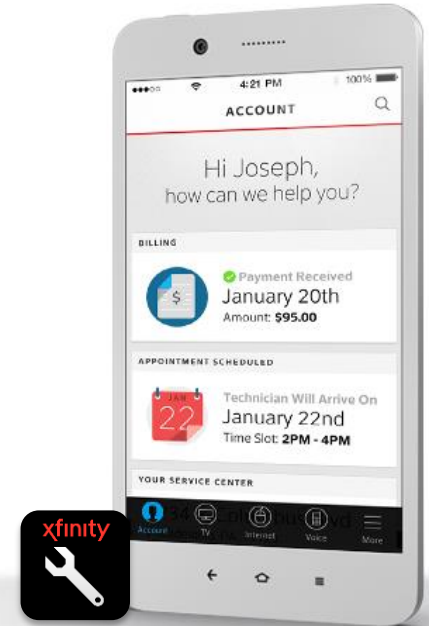 4:21 PM
100%
ACCOUNT
Hi Joseph,
how can we help you?
BILLING
$
Payment Received
January 20th
Amount: $95.00
APPOINTMENT SCHEDULED
JAN
22
Technician Will Arrive On
January 22nd
Time Slot: 2PM - 4PM
YOUR SERVICE CENTER
Account
TV
Internet
Voice
More
xfinity